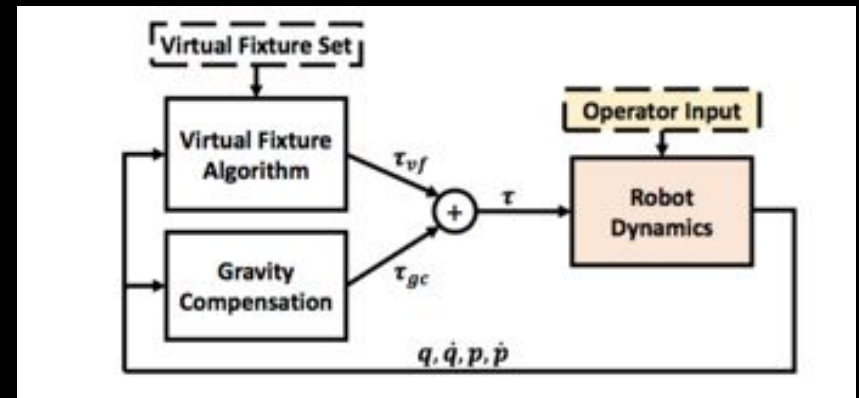 Virtual Fixture Set
Operator Input
Virtual Fixture
Algorithm
τ_vf
+
τ
Robot
Dynamics
Gravity
Compensation
τ_gc
q, q̇, p, ṗ